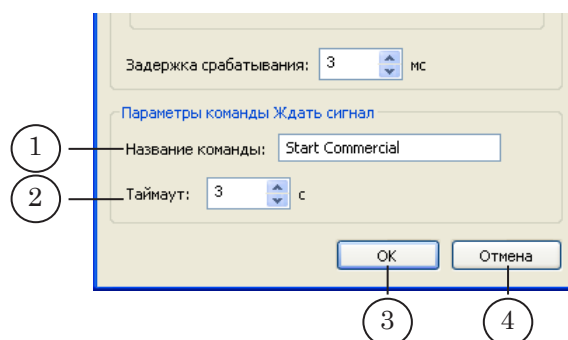 Задержка срабатывания: 3 мс
Параметры команды Ждать сигнал
1 Название команды: Start Commercial
2 Таймаут: 3 с
OK Отмена
3 4